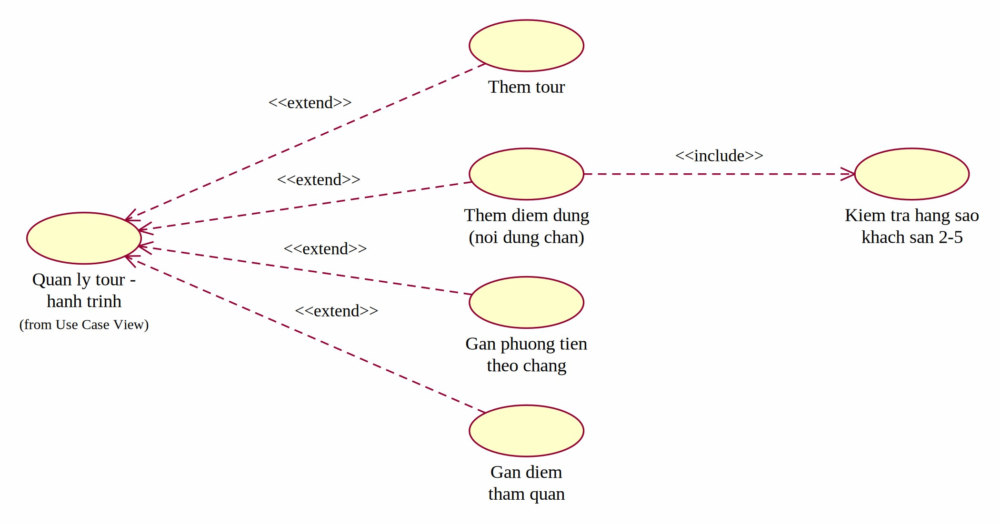 Them tour
<<extend>>
<<include>>
<<extend>>
Them diem dung
(noi dung chan)
Kiem tra hang sao
khach san 2-5
<<extend>>
Quan ly tour -
hanh trinh
(from Use Case View)
<<extend>>
Gan phuong tien
theo chang
Gan diem
tham quan